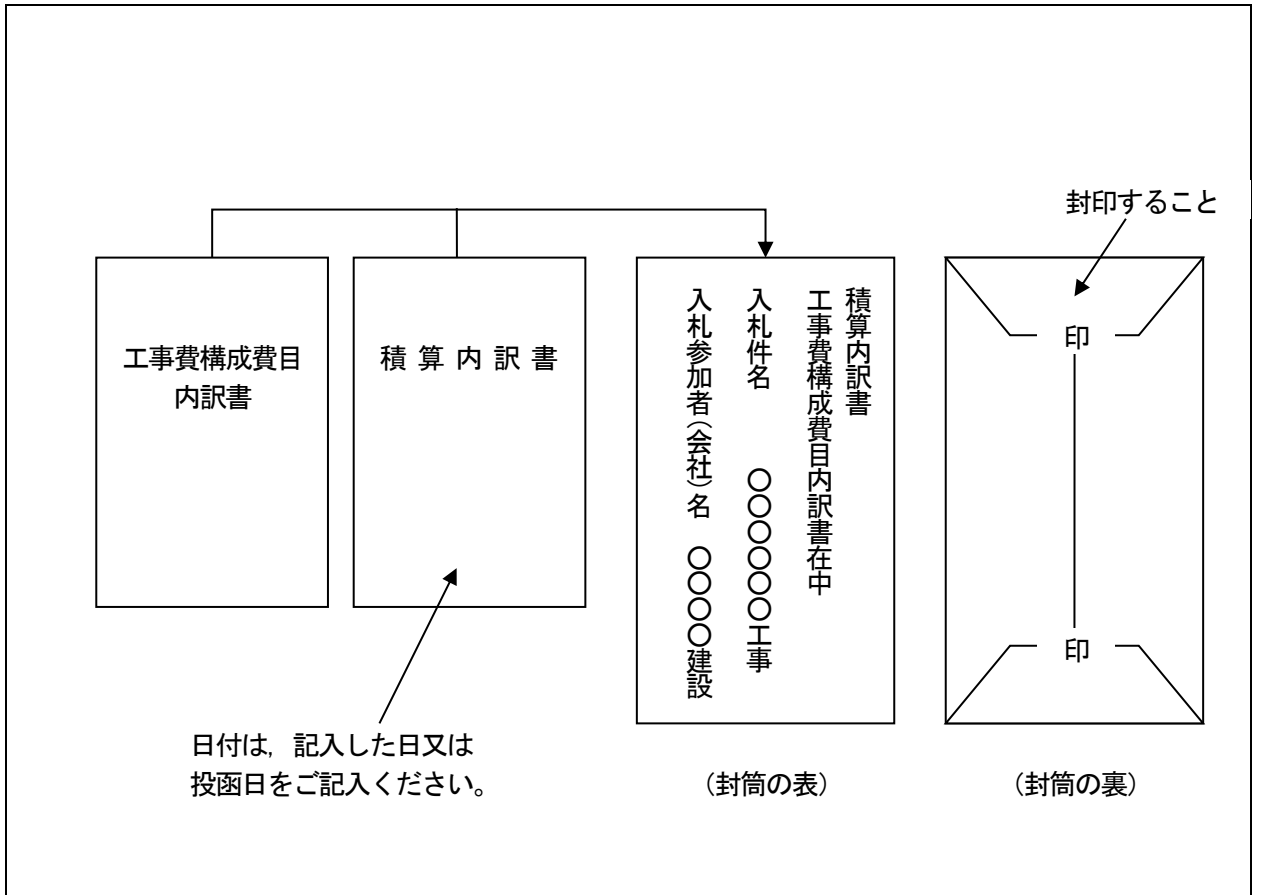 封印すること
工事費構成費目
内訳書
積 算 内 訳 書
積算内訳書
工事費構成費目内訳書在中
入札件名　　〇〇〇〇〇〇工事
入札参加者（会社）名　〇〇〇〇建設
印
印
日付は，記入した日又は
投函日をご記入ください。
（封筒の表）
（封筒の裏）